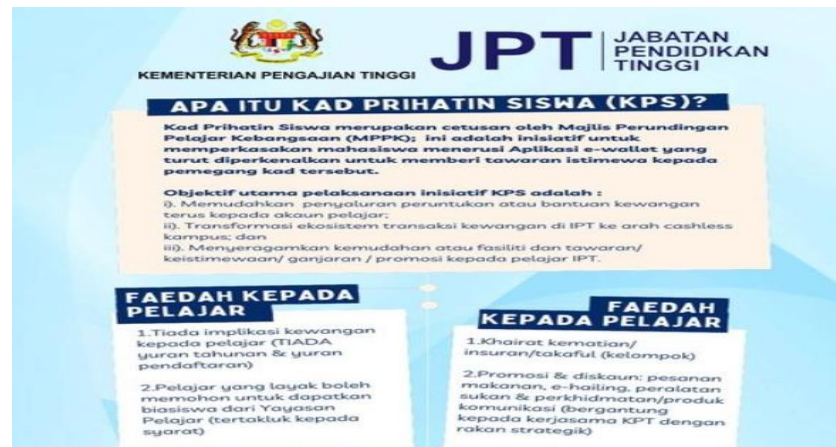 KEMENTERIAN PENGAJIAN TINGGI
JPT
JABATAN
PENDIDIKAN
TINGGI
APA ITU KAD PRIHATIN SISWA (KPS)?
Kad Prihatin Siswa merupakan cetusan oleh Majlis Perundingan
Pelajar Kebangsaan (MPPK); ini adalah inisiatif untuk
memperkasakan mahasiswa menerusi Aplikasi e-wallet yang
turut diperkenalkan untuk memberi tawaran istimewa kepada
pemegang kad tersebut.
Objektif utama pelaksanaan inisiatif KPS adalah :
i). Memudahkan penyaluran peruntukan atau bantuan kewangan
terus kepada akaun pelajar;
ii). Transformasi ekosistem transaksi kewangan di IPT ke arah cashless
kampus; dan
iii). Menyeragamkan kemudahan atau fasiliti dan tawaran/
keistimewaan/ ganjaran / promosi kepada pelajar IPT.
FAEDAH KEPADA
PELAJAR
1.Tiada implikasi kewangan
kepada pelajar (TIADA
yuran tahunan & yuran
pendaftaran)
2.Pelajar yang layak boleh
memohon untuk dapatkan
biasiswa dari Yayasan
Pelajar (tertakluk kepada
syarat)
FAEDAH
KEPADA PELAJAR
1.Khairat kematian/
insuran/takaful (kelompok)
2.Promosi & diskaun: pesanan
makanan, e-hailing, peralatan
sukan & perkhidmatan/produk
komunikasi (bergantung
kepada kerjasama KPT dengan
rakan strategik)